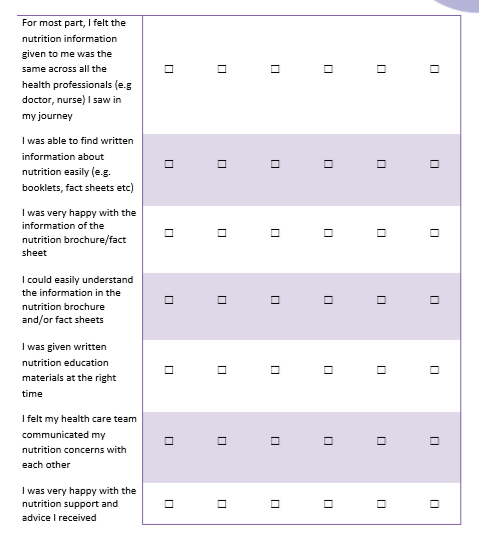 For most part, I felt the
nutrition information
given to me was the
same across all the
health professionals (e.g
doctor, nurse) I saw in
my journey
I was able to find written
information about
nutrition easily (e.g.
booklets, fact sheets etc)
I was very happy with the
information of the
nutrition brochure/fact
sheet
I could easily understand
the information in the
nutrition brochure
and/or fact sheets
I was given written
nutrition education
materials at the right
time
I felt my health care team
communicated my
nutrition concerns with
each other
I was very happy with the
nutrition support and
advice I received